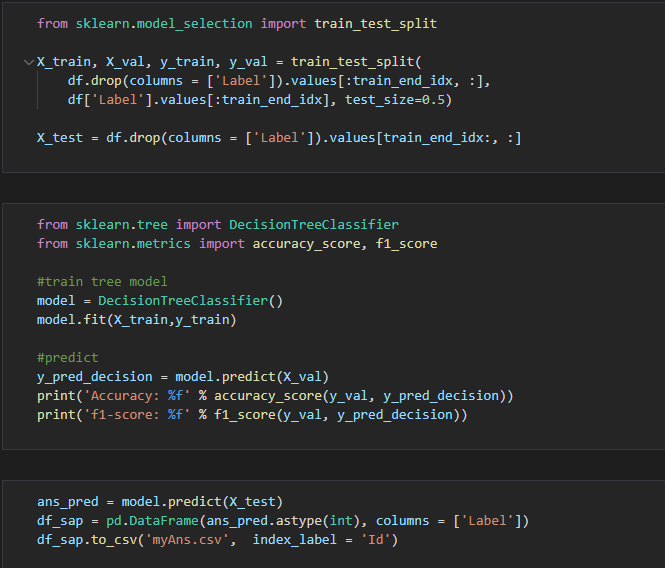 from sklearn.model_selection import train_test_split
X_train, X_val, y_train, y_val = train_test_split(
    df.drop(columns = ['Label']).values[:train_end_idx, :],
    df['Label'].values[:train_end_idx], test_size=0.5)
X_test = df.drop(columns = ['Label']).values[train_end_idx:, :]
from sklearn.tree import DecisionTreeClassifier
from sklearn.metrics import accuracy_score, f1_score
#train tree model
model = DecisionTreeClassifier()
model.fit(X_train,y_train)
#predict
y_pred_decision = model.predict(X_val)
print('Accuracy: %f' % accuracy_score(y_val, y_pred_decision))
print('f1-score: %f' % f1_score(y_val, y_pred_decision))
ans_pred = model.predict(X_test)
df_sap = pd.DataFrame(ans_pred.astype(int), columns = ['Label'])
df_sap.to_csv('myAns.csv',  index_label = 'Id')